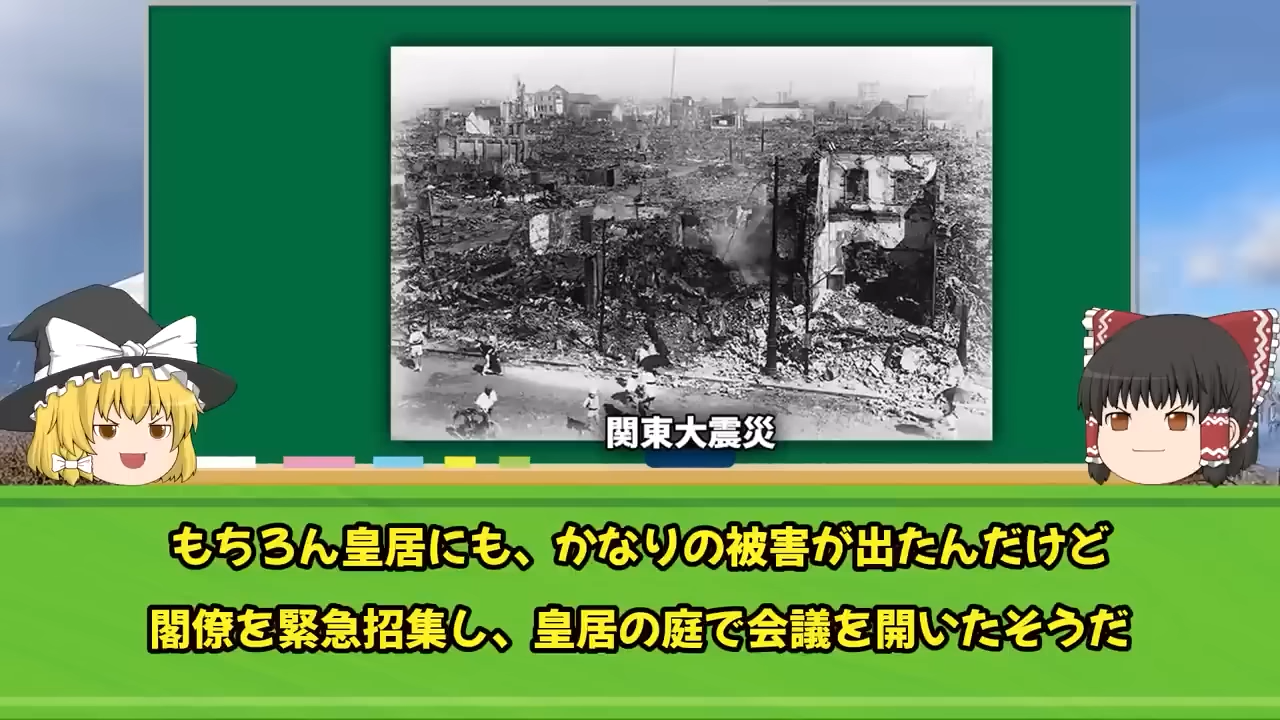 関東大震災
もちろん皇居にも、かなりの被害が出たんだけど
閣僚を緊急招集し、皇居の庭で会議を開いたそうだ